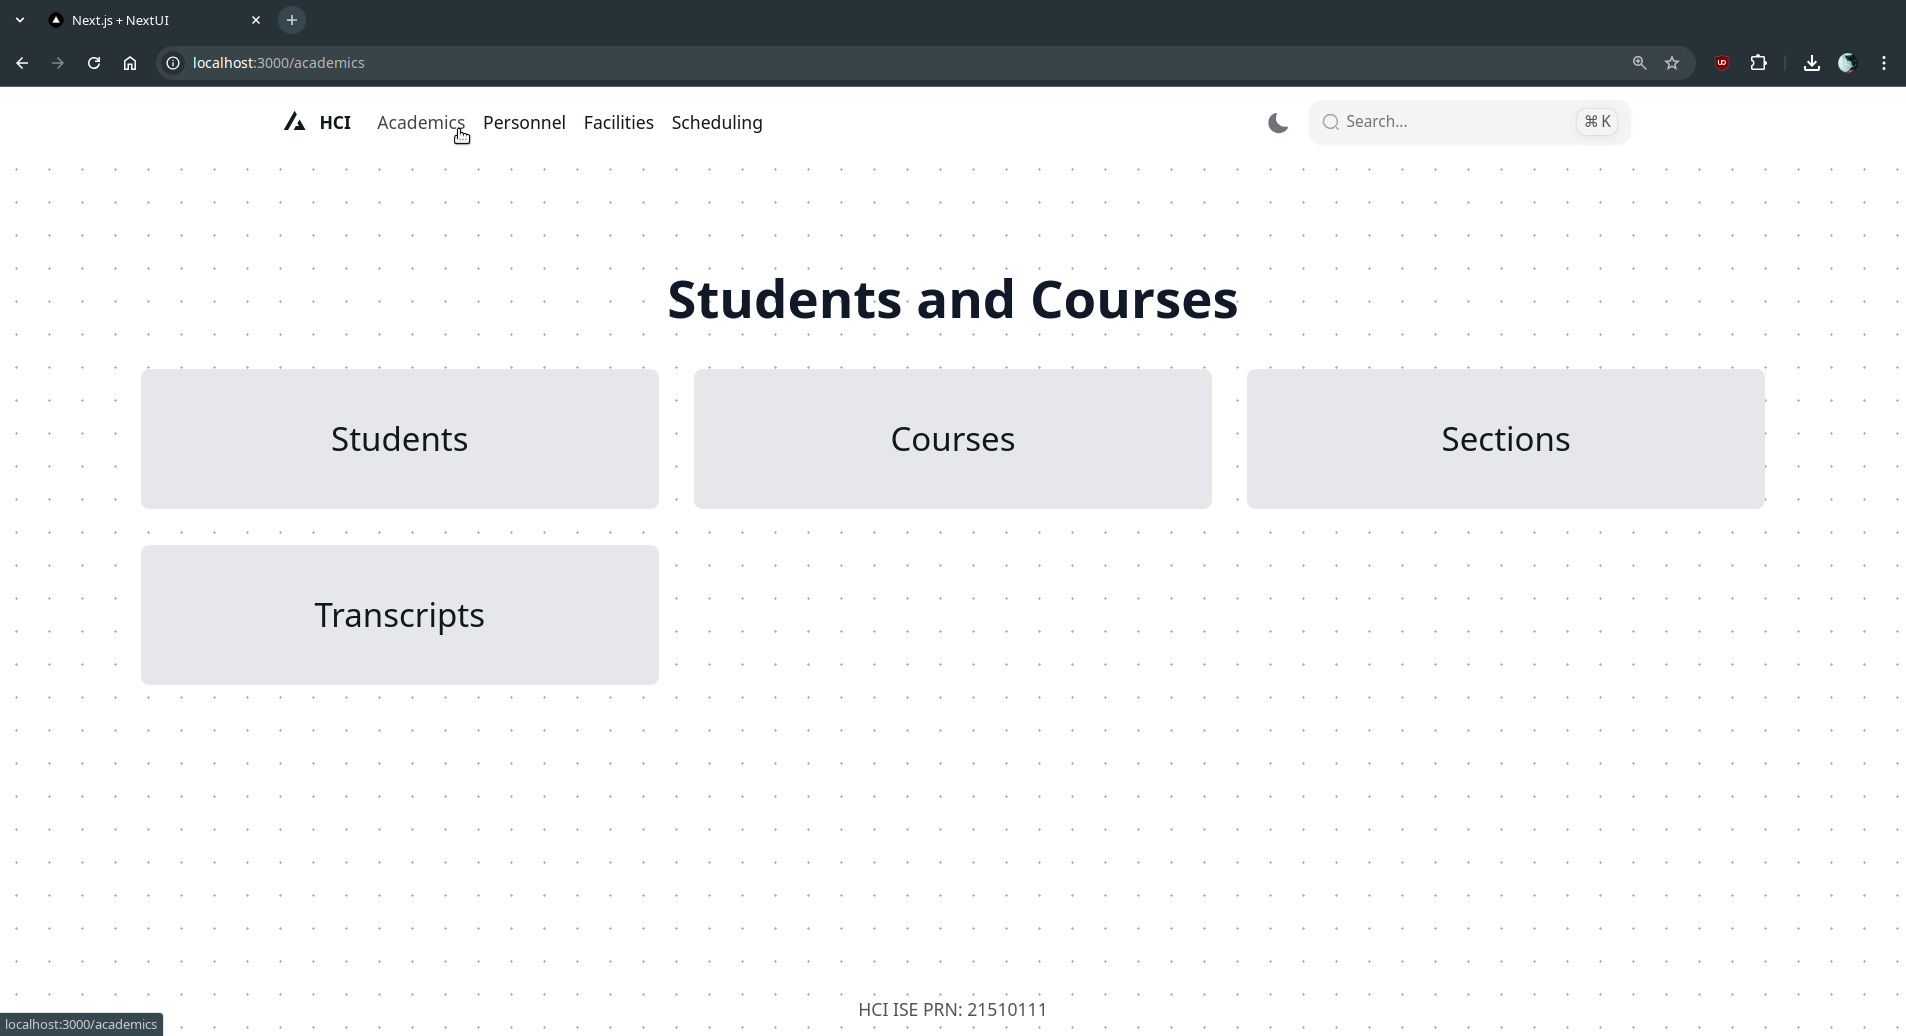 Next.js + NextUI
localhost:3000/academics
HCI Academics Personnel Facilities Scheduling Search... ⌘ K
Students and Courses
Students Courses Sections
Transcripts
HCI ISE PRN: 21510111
localhost:3000/academics